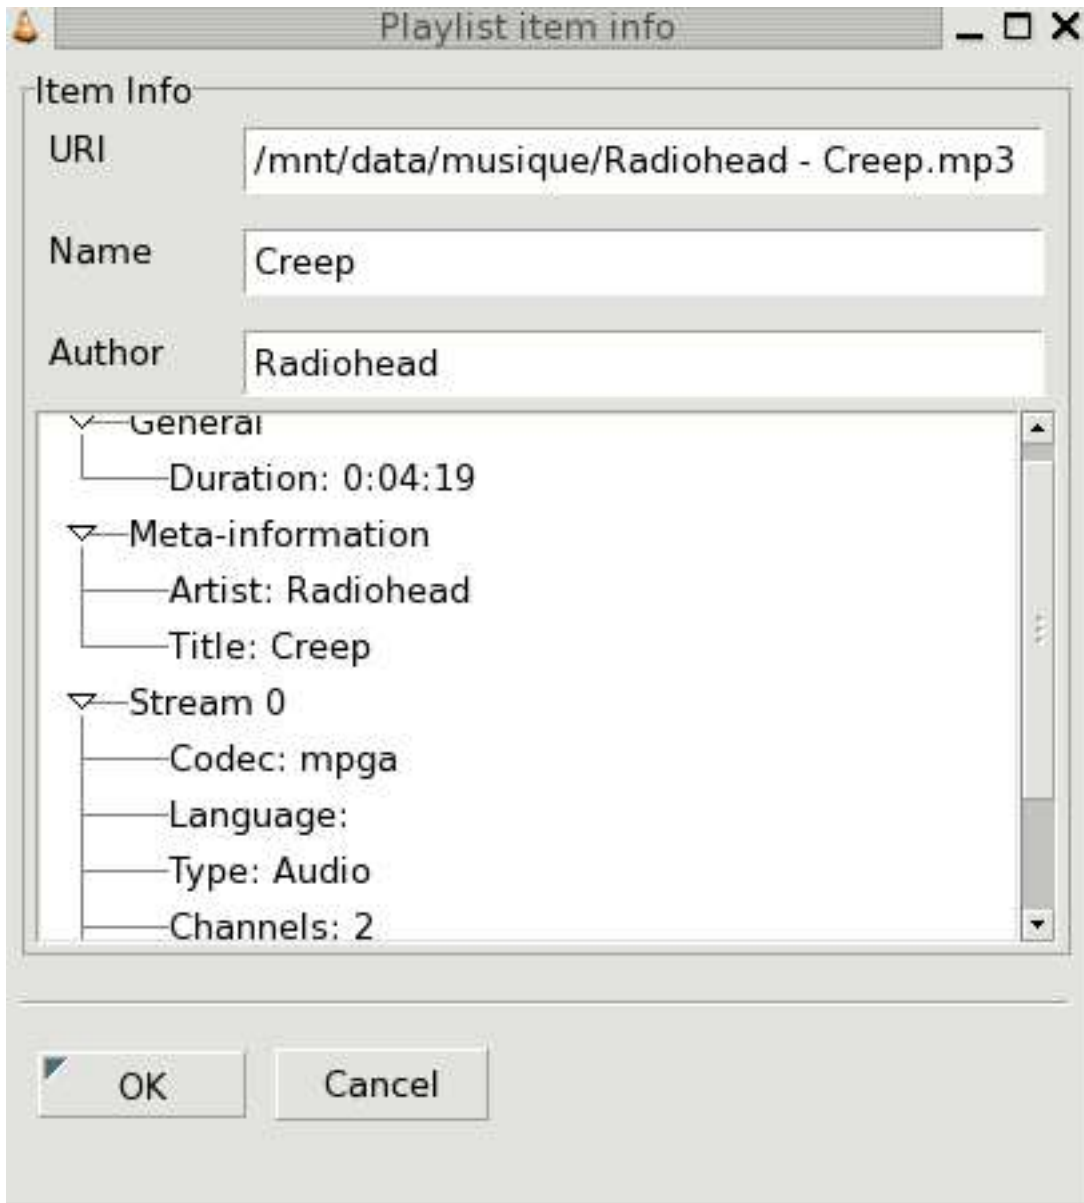 Playlist item info
Item Info
URI
/mnt/data/musique/Radiohead - Creep.mp3
Name
Creep
Author
Radiohead
General
Duration: 0:04:19
Meta-information
Artist: Radiohead
Title: Creep
Stream 0
Codec: mpga
Language:
Type: Audio
Channels: 2
OK
Cancel